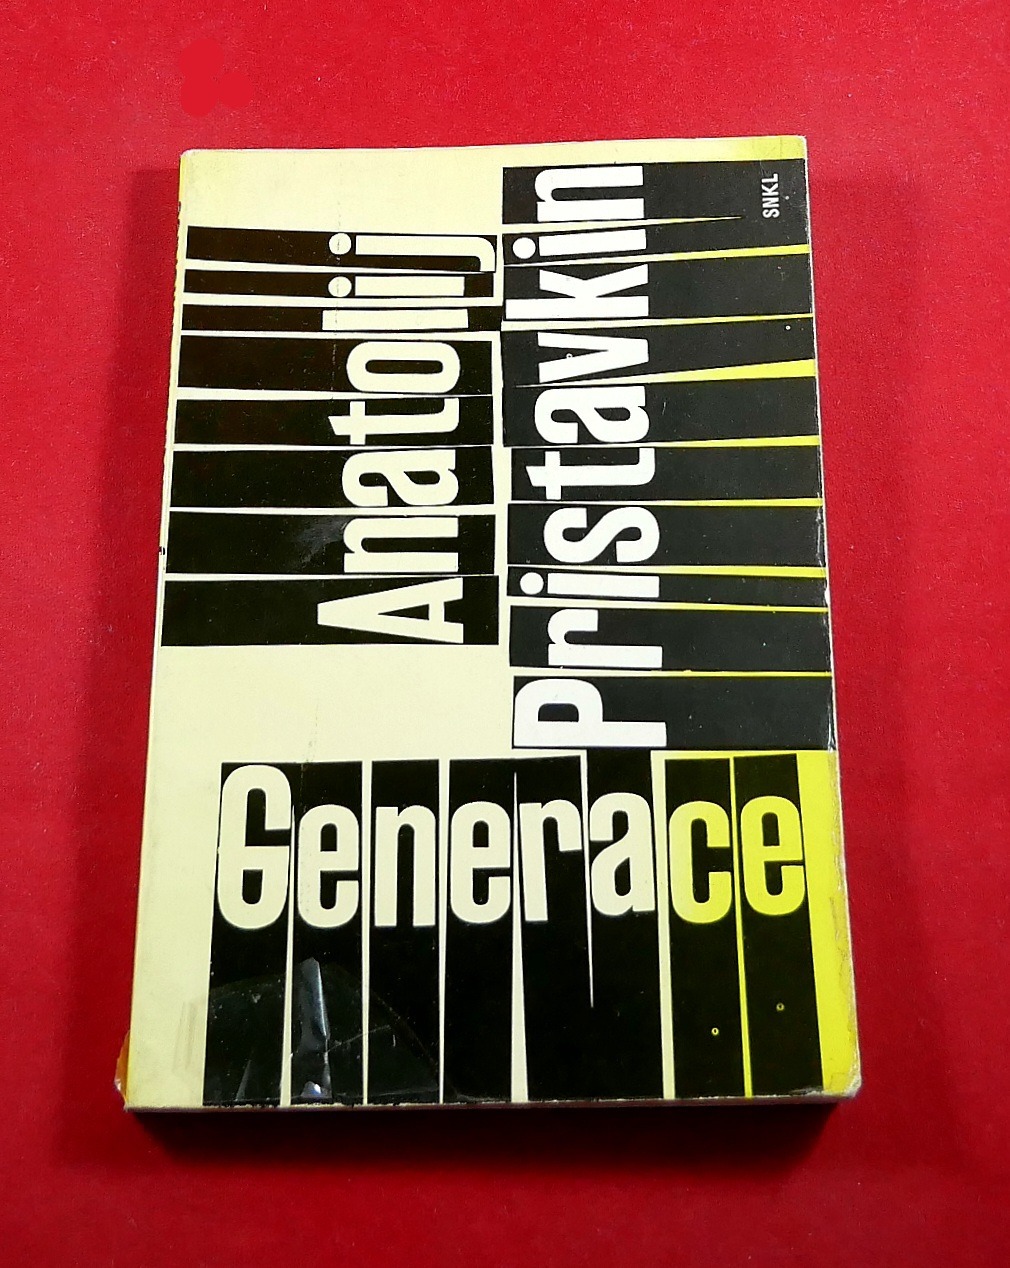 Anatolij
Pristavkin
SNKL
Generace